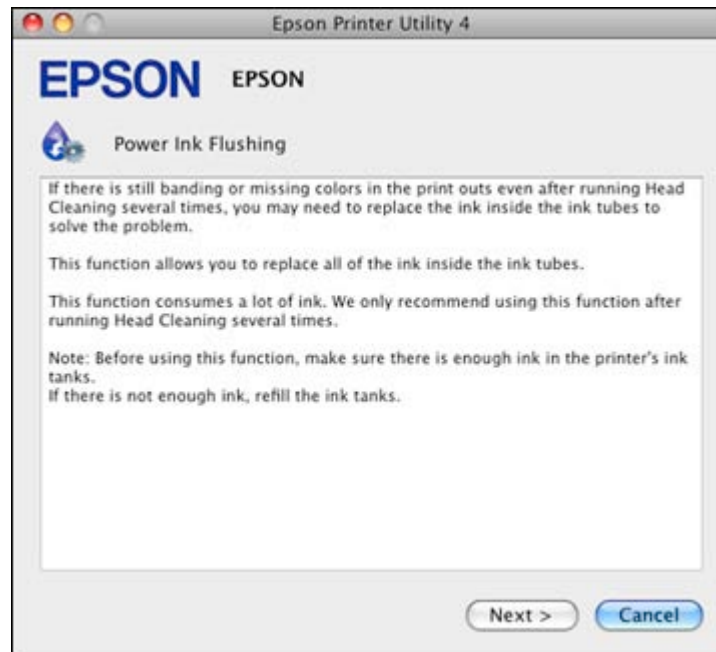 Epson Printer Utility 4
EPSON EPSON
Power Ink Flushing
If there is still banding or missing colors in the print outs even after running Head
Cleaning several times, you may need to replace the ink inside the ink tubes to
solve the problem.
This function allows you to replace all of the ink inside the ink tubes.
This function consumes a lot of ink. We only recommend using this function after
running Head Cleaning several times.
Note: Before using this function, make sure there is enough ink in the printer's ink
tanks.
If there is not enough ink, refill the ink tanks.
Next > Cancel